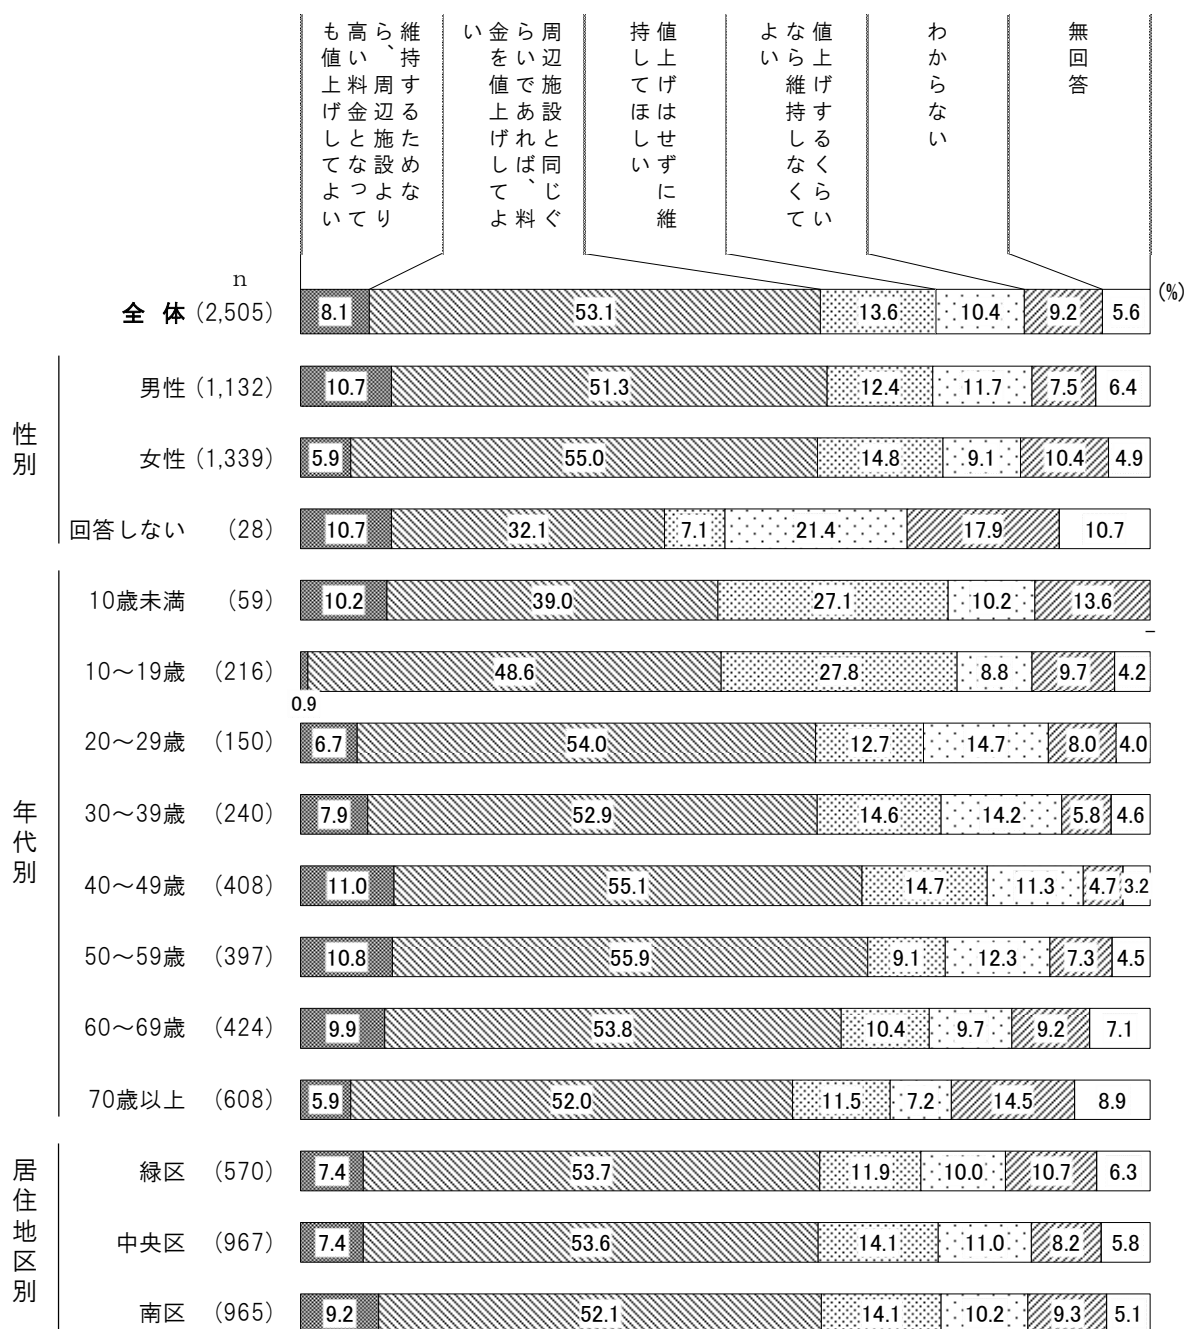 維持するためな
ら、周辺施設より
高い料金となって
も値上げしてよい
周辺施設と同じぐ
らいであれば、料
金を値上げしてよ
い
値上げはせずに維
持してほしい
値上げするくらい
なら維持しなくて
よい
わからない
無回答
n
(%)
全 体 (2,505) 8.1 53.1 13.6 10.4 9.2 5.6
性別
男性 (1,132) 10.7 51.3 12.4 11.7 7.5 6.4
女性 (1,339) 5.9 55.0 14.8 9.1 10.4 4.9
回答しない (28) 10.7 32.1 7.1 21.4 17.9 10.7
年代別
10歳未満 (59) 10.2 39.0 27.1 10.2 13.6 –
10～19歳 (216) 0.9 48.6 27.8 8.8 9.7 4.2
20～29歳 (150) 6.7 54.0 12.7 14.7 8.0 4.0
30～39歳 (240) 7.9 52.9 14.6 14.2 5.8 4.6
40～49歳 (408) 11.0 55.1 14.7 11.3 4.7 3.2
50～59歳 (397) 10.8 55.9 9.1 12.3 7.3 4.5
60～69歳 (424) 9.9 53.8 10.4 9.7 9.2 7.1
70歳以上 (608) 5.9 52.0 11.5 7.2 14.5 8.9
居住地区別
緑区 (570) 7.4 53.7 11.9 10.0 10.7 6.3
中央区 (967) 7.4 53.6 14.1 11.0 8.2 5.8
南区 (965) 9.2 52.1 14.1 10.2 9.3 5.1